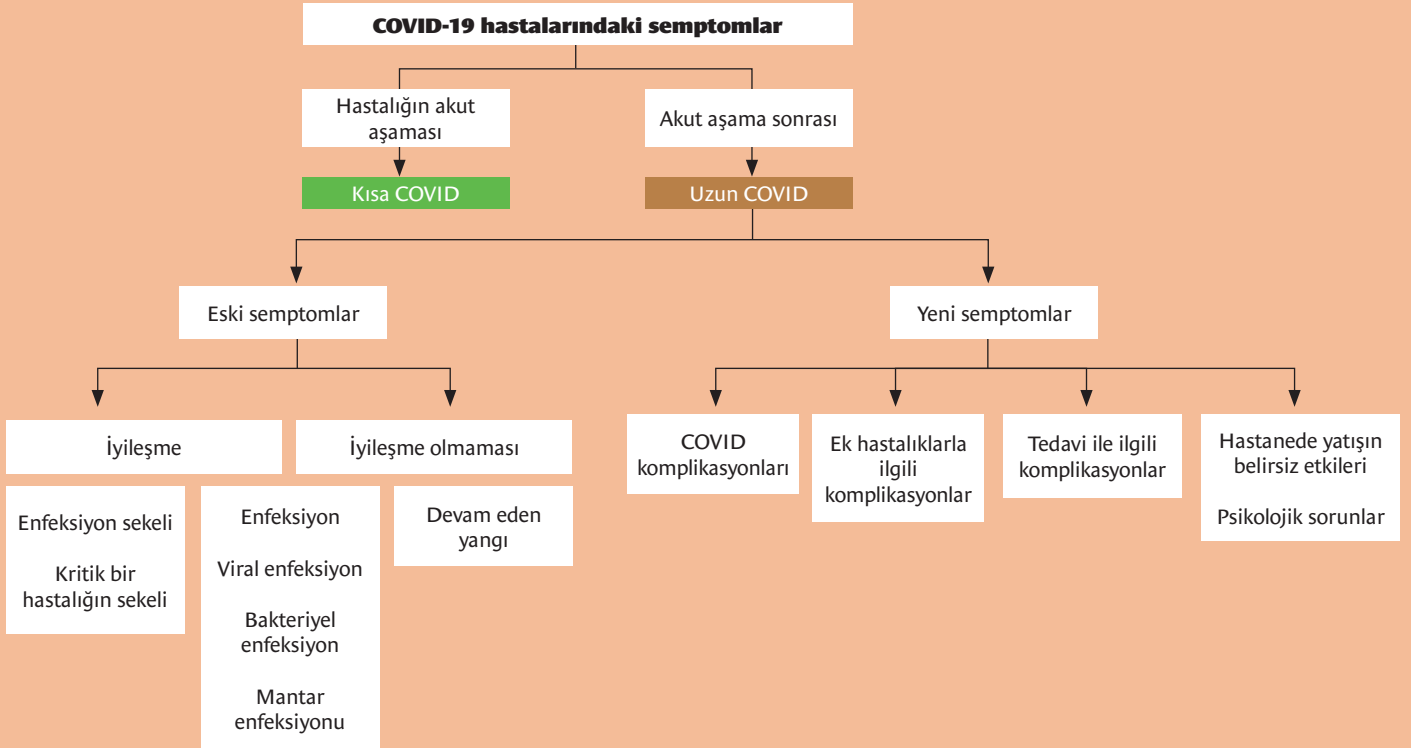 COVID-19 hastalarındaki semptomlar
Hastalığın akut
aşaması
Akut aşama sonrası
Kısa COVID
Uzun COVID
Eski semptomlar
Yeni semptomlar
İyileşme
İyileşme olmaması
Enfeksiyon sekeli
Kritik bir
hastalığın sekeli
Enfeksiyon
Viral enfeksiyon
Bakteriyel
enfeksiyon
Mantar
enfeksiyonu
Devam eden
yangı
COVID
komplikasyonları
Ek hastalıklarla
ilgili
komplikasyonlar
Tedavi ile ilgili
komplikasyonlar
Hastanede yatışın
belirsiz etkileri
Psikolojik sorunlar